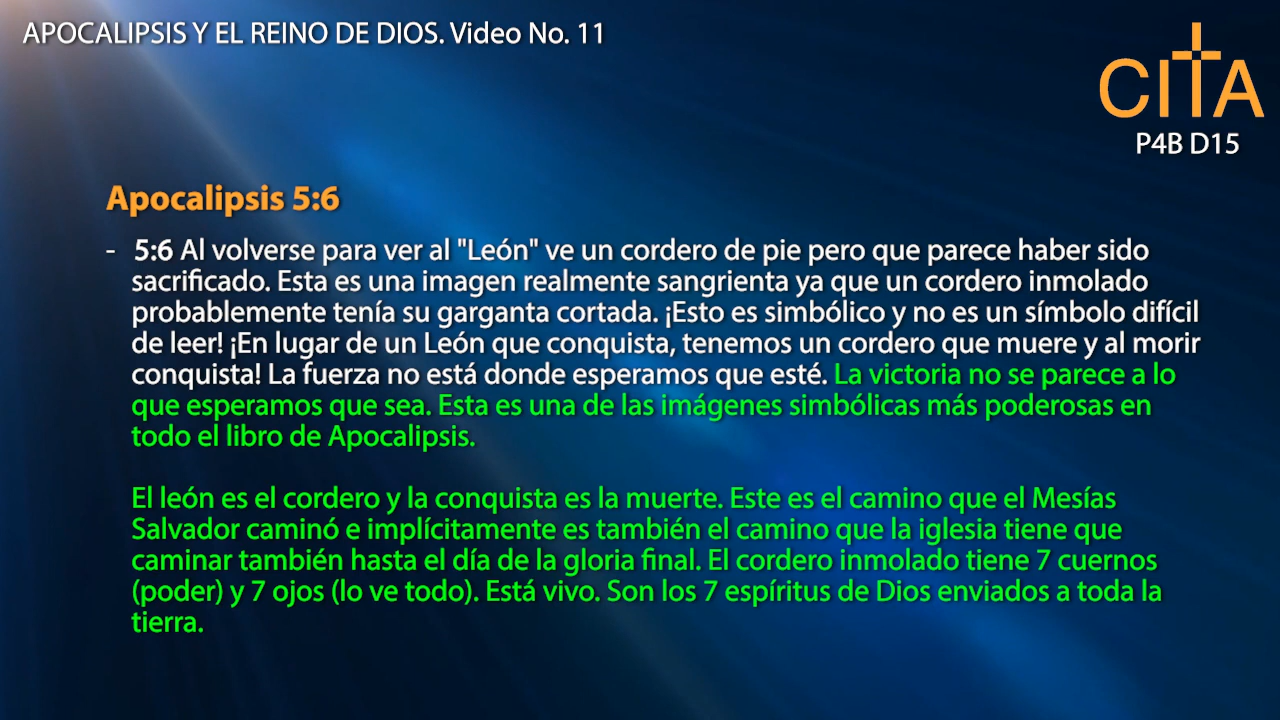 APOCALIPSIS Y EL REINO DE DIOS. Video No. 11
CITA
P4B D15
Apocalipsis 5:6
- 5:6 Al volverse para ver al "León" ve un cordero de pie pero que parece haber sido
sacrificado. Esta es una imagen realmente sangrienta ya que un cordero inmolado
probablemente tenía su garganta cortada. ¡Esto es simbólico y no es un símbolo difícil
de leer! ¡En lugar de un León que conquista, tenemos un cordero que muere y al morir
conquista! La fuerza no está donde esperamos que esté. La victoria no se parece a lo
que esperamos que sea. Esta es una de las imágenes simbólicas más poderosas en
todo el libro de Apocalipsis.
El león es el cordero y la conquista es la muerte. Este es el camino que el Mesías
Salvador caminó e implícitamente es también el camino que la iglesia tiene que
caminar también hasta el día de la gloria final. El cordero inmolado tiene 7 cuernos
(poder) y 7 ojos (lo ve todo). Está vivo. Son los 7 espíritus de Dios enviados a toda la
tierra.